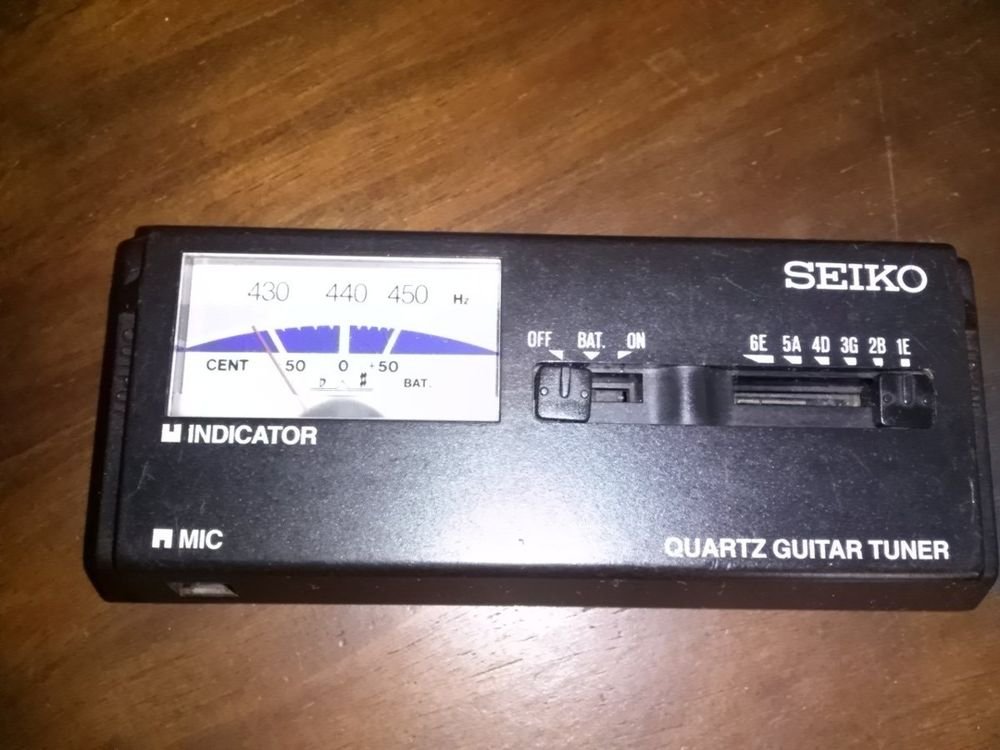 SEIKO
430 440 450 Hz
OFF BAT. ON
6E 5A 4D 3G 2B 1E
CENT 50 0 +50
♭ ♯ BAT.
INDICATOR
MIC
QUARTZ GUITAR TUNER